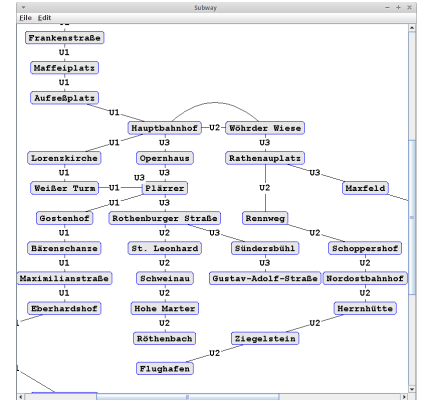 Subway
File Edit
U2
Frankenstraße
U1
Maffeiplatz
U1
Aufseßplatz
U1
Hauptbahnhof U2 Wöhrder Wiese
U1 U3 U3
Lorenzkirche Opernhaus Rathenauplatz
U1 U3 U3
U3
Weißer Turm U1 Plärrer U2 Maxfeld
U1 U3
Gostenhof Rothenburger Straße Rennweg
U1 U2 U3 U2
Bärenschanze St. Leonhard Sündersbühl Schoppershof
U1 U2 U3 U2
Maximilianstraße Schweinau Gustav-Adolf-Straße Nordostbahnhof
U1 U2 U2
Eberhardshof Hohe Marter Herrnhütte
U2 U2
Röthenbach Ziegelstein
U2
Flughafen